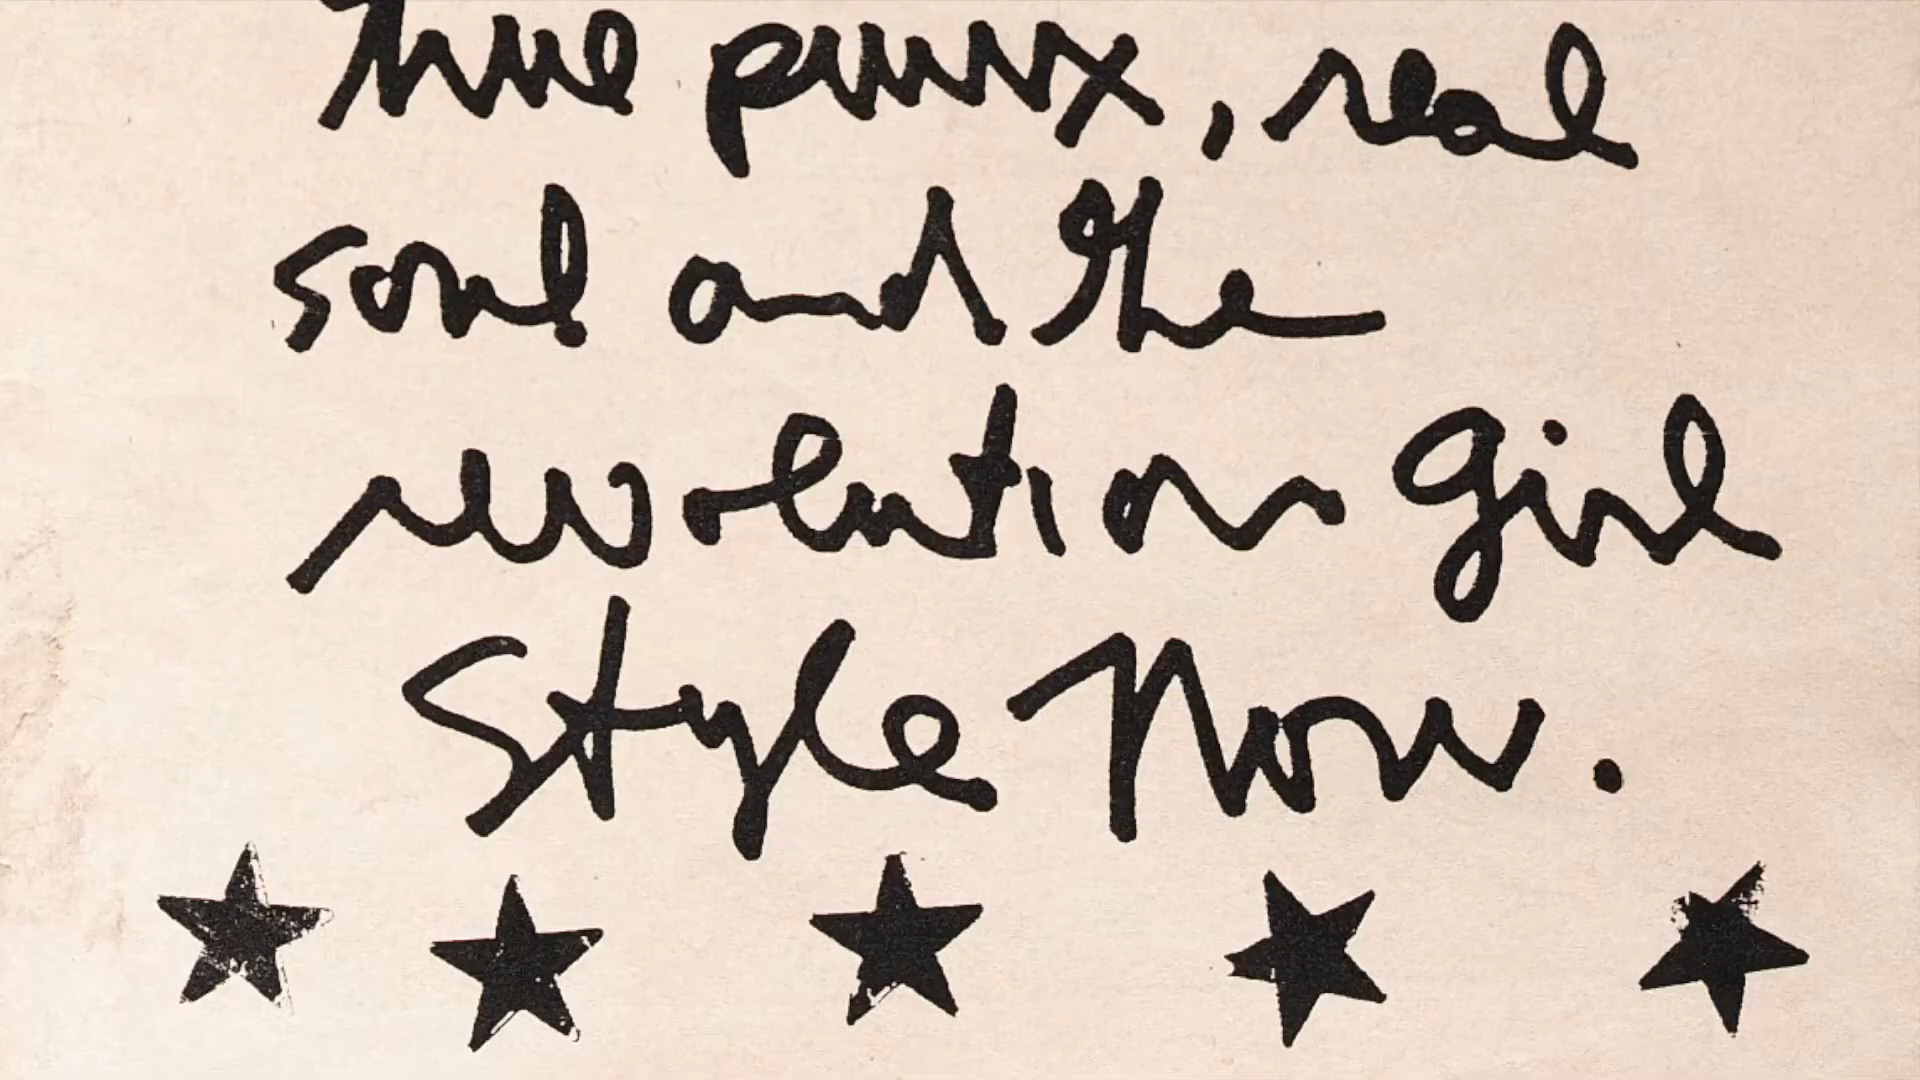 true punx, real
soul and the
revolution girl
Style Now.